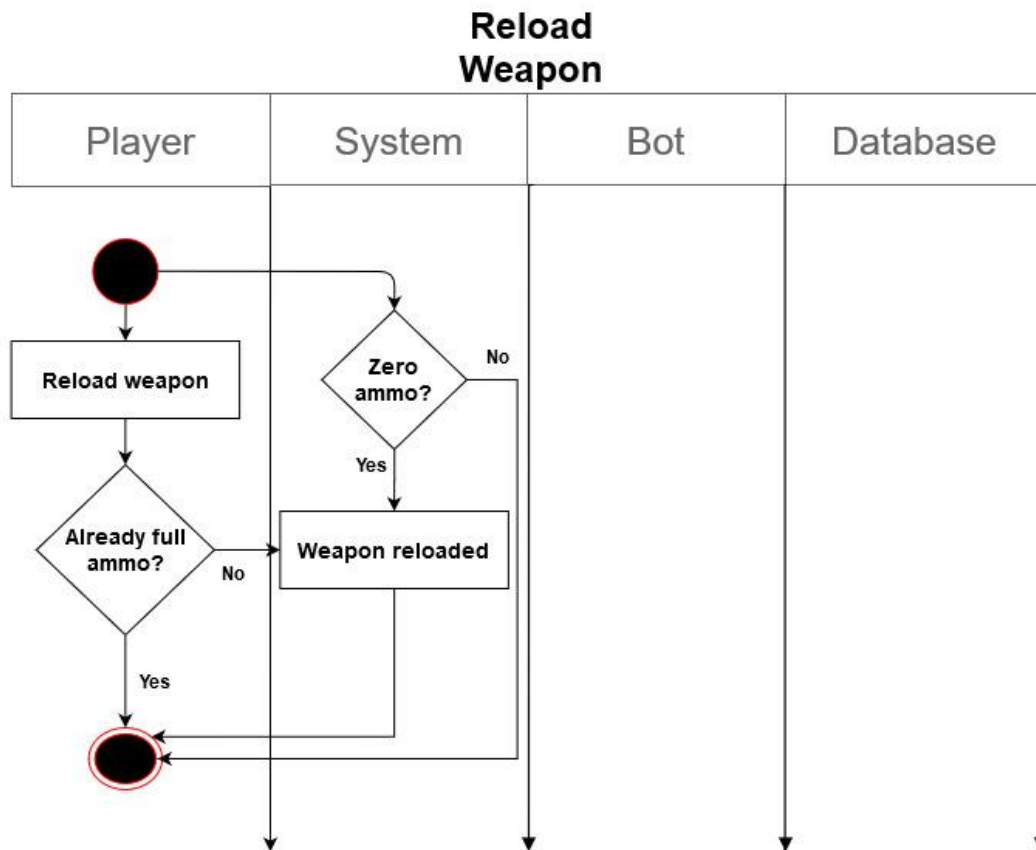 Reload
Weapon
Player
System
Bot
Database
Zero
ammo?
No
Reload weapon
Yes
Already full
ammo?
No
Weapon reloaded
Yes